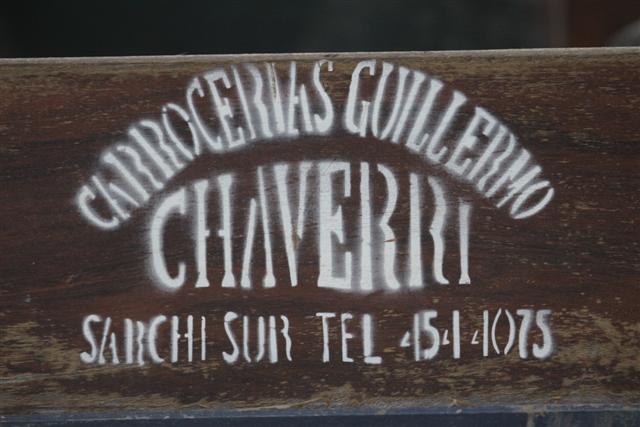 CARROCERIAS GUILLERMO
CHAVERRI
SARCHI SUR TEL 454 4075